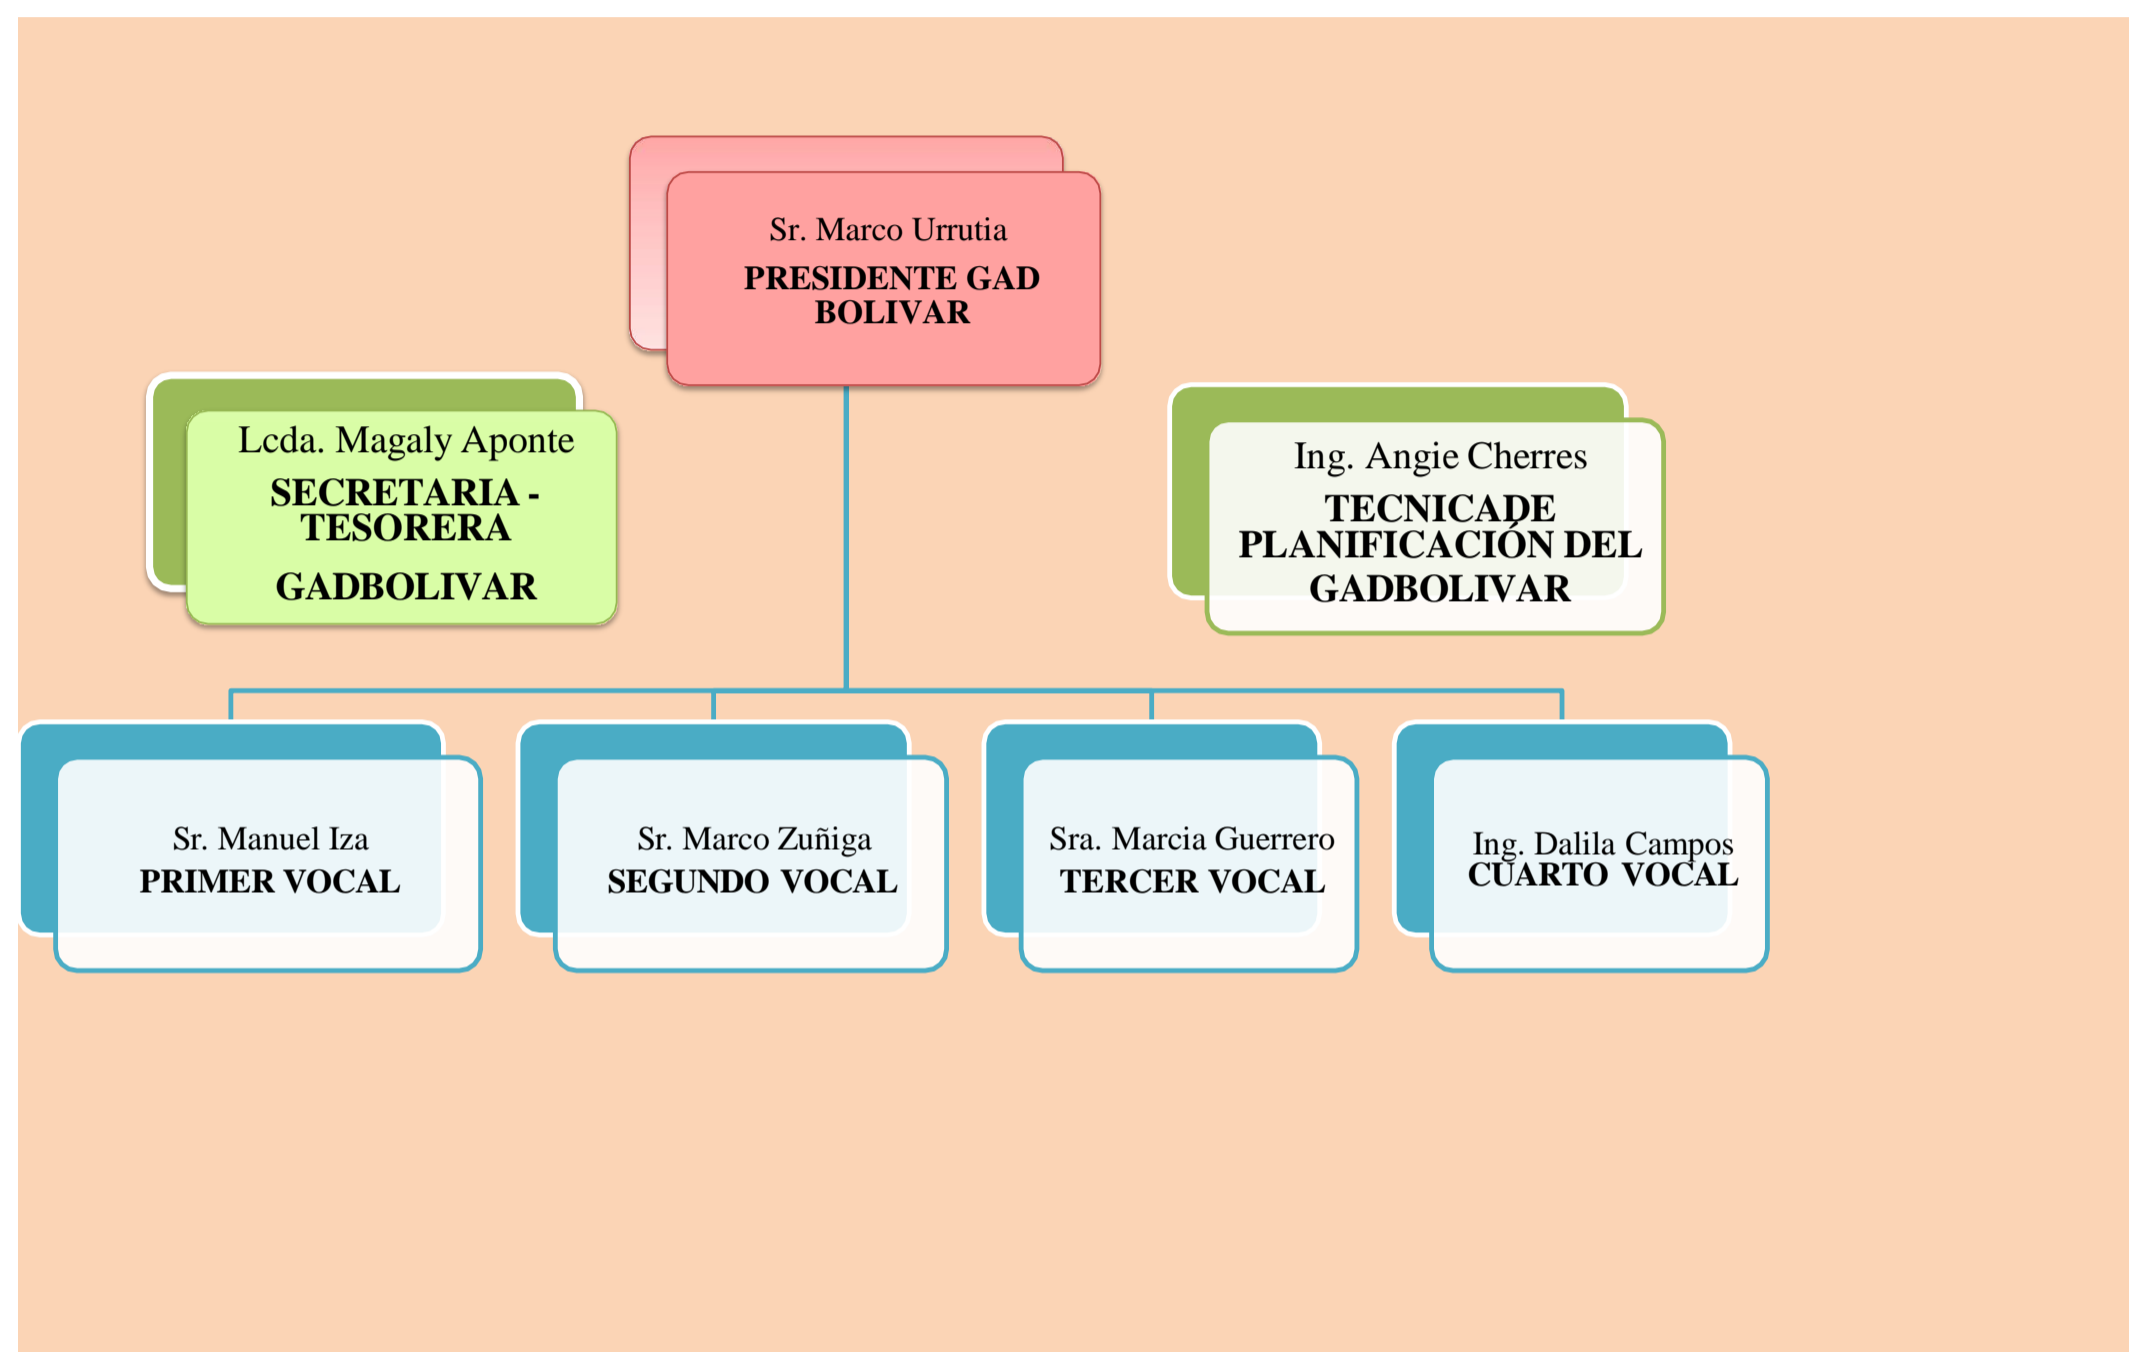 Sr. Marco Urrutia
PRESIDENTE GAD
BOLIVAR
Lcda. Magaly Aponte
SECRETARIA -
TESORERA
GADBOLIVAR
Ing. Angie Cherres
TECNICADE
PLANIFICACIÓN DEL
GADBOLIVAR
Sr. Manuel Iza
PRIMER VOCAL
Sr. Marco Zuñiga
SEGUNDO VOCAL
Sra. Marcia Guerrero
TERCER VOCAL
Ing. Dalila Campos
CUARTO VOCAL